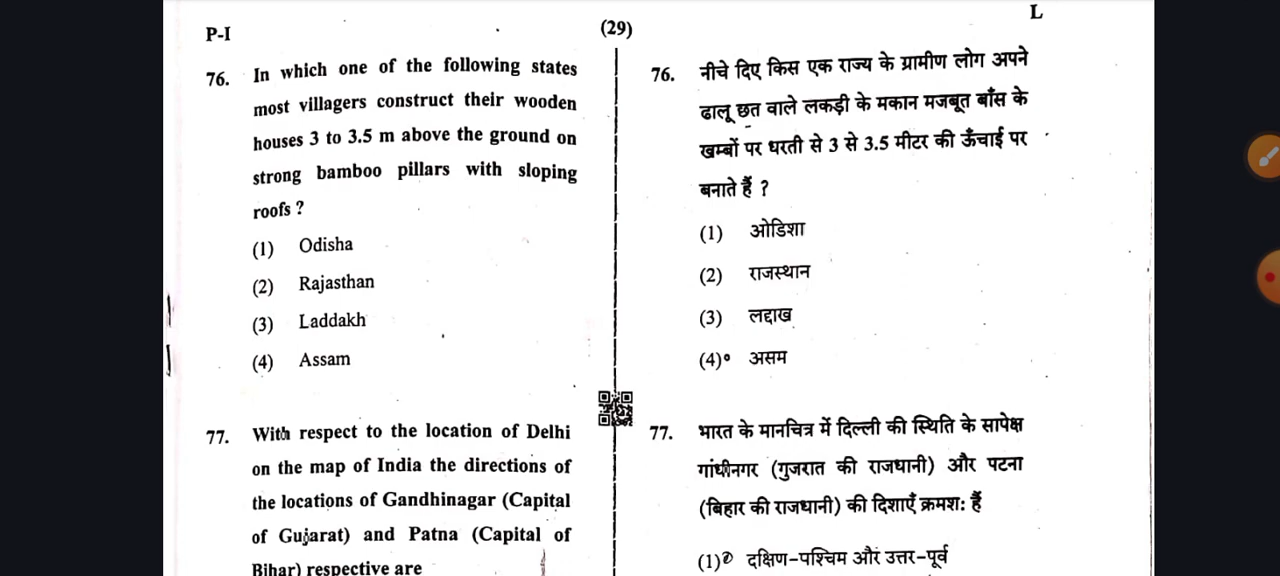 P-I
(29)
L
76. In which one of the following states
most villagers construct their wooden
houses 3 to 3.5 m above the ground on
strong bamboo pillars with sloping
roofs ?
(1) Odisha
(2) Rajasthan
(3) Laddakh
(4) Assam
77. With respect to the location of Delhi
on the map of India the directions of
the locations of Gandhinagar (Capital
of Gujarat) and Patna (Capital of
Bihar) respective are
76. नीचे दिए किस एक राज्य के ग्रामीण लोग अपने
ढालू छत वाले लकड़ी के मकान मजबूत बाँस के
खम्बों पर धरती से 3 से 3.5 मीटर की ऊँचाई पर
बनाते हैं ?
(1) ओडिशा
(2) राजस्थान
(3) लद्दाख
(4) असम
77. भारत के मानचित्र में दिल्ली की स्थिति के सापेक्ष
गांधीनगर (गुजरात की राजधानी) और पटना
(बिहार की राजधानी) की दिशाएँ क्रमश: हैं
(1) दक्षिण-पश्चिम और उत्तर-पूर्व